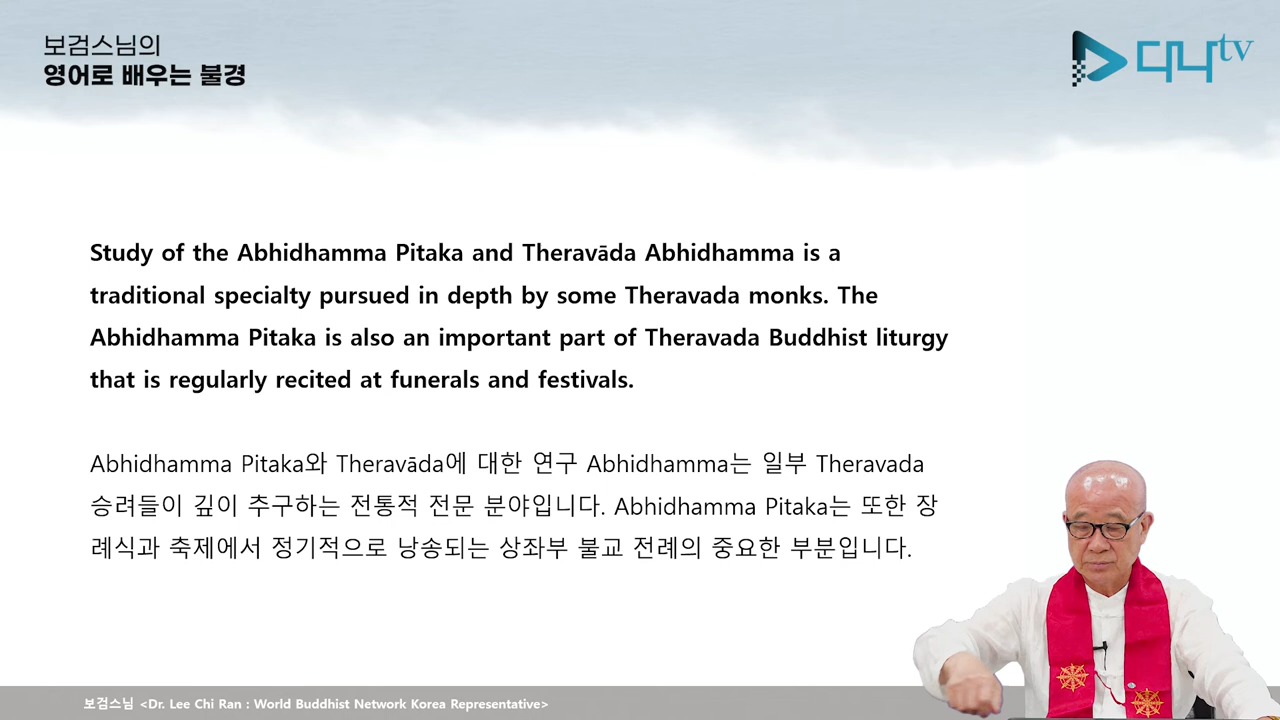 보검스님의
영어로 배우는 불경
디나tv
Study of the Abhidhamma Pitaka and Theravāda Abhidhamma is a
traditional specialty pursued in depth by some Theravada monks. The
Abhidhamma Pitaka is also an important part of Theravada Buddhist liturgy
that is regularly recited at funerals and festivals.
Abhidhamma Pitaka와 Theravāda에 대한 연구 Abhidhamma는 일부 Theravada
승려들이 깊이 추구하는 전통적 전문 분야입니다. Abhidhamma Pitaka는 또한 장
례식과 축제에서 정기적으로 낭송되는 상좌부 불교 전례의 중요한 부분입니다.
보검스님 <Dr. Lee Chi Ran : World Buddhist Network Korea Representative>